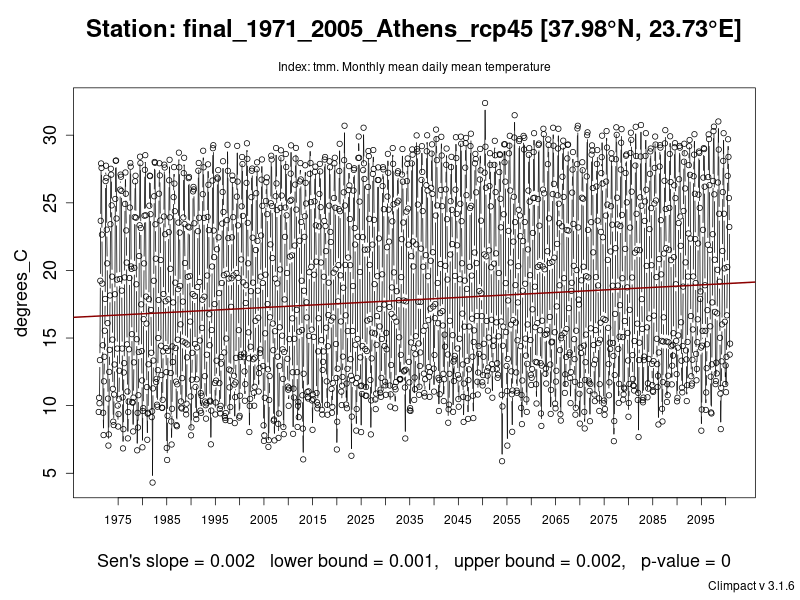 Station: final_1971_2005_Athens_rcp45 [37.98°N, 23.73°E]
Index: tmm. Monthly mean daily mean temperature
degrees_C
30
25
20
15
10
5
1975 1985 1995 2005 2015 2025 2035 2045 2055 2065 2075 2085 2095
Sen's slope = 0.002 lower bound = 0.001, upper bound = 0.002, p-value = 0
Climpact v 3.1.6